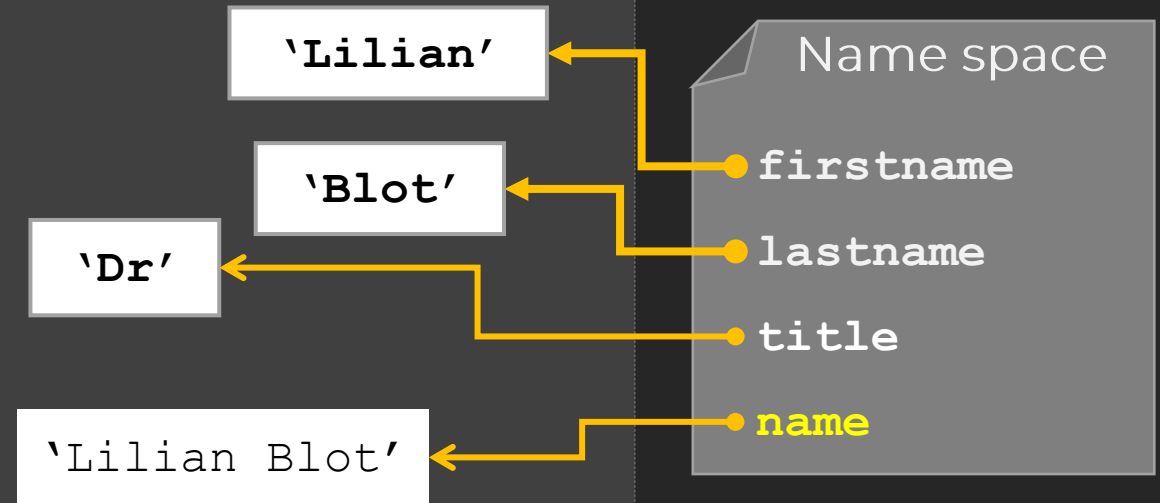 ‘Lilian’
‘Blot’
‘Dr’
‘Lilian Blot’
Name space
firstname
lastname
title
name